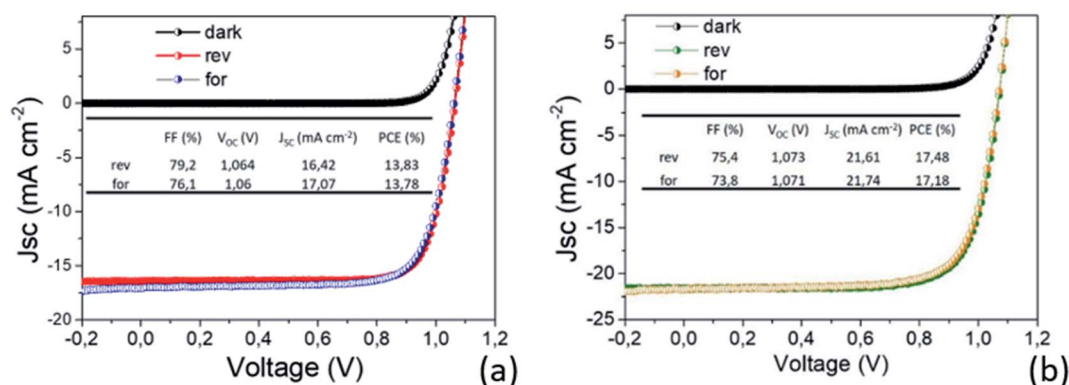 dark
rev
for
FF (%) V_OC (V) J_SC (mA cm⁻²) PCE (%)
rev 79,2 1,064 16,42 13,83
for 76,1 1,06 17,07 13,78
5
0
-5
-10
-15
-20
Jsc (mA cm⁻²)
-0,2 0,0 0,2 0,4 0,6 0,8 1,0 1,2
Voltage (V)
(a)
dark
rev
for
FF (%) V_OC (V) J_SC (mA cm⁻²) PCE (%)
rev 75,4 1,073 21,61 17,48
for 73,8 1,071 21,74 17,18
5
0
-5
-10
-15
-20
-25
Jsc (mA cm⁻²)
-0,2 0,0 0,2 0,4 0,6 0,8 1,0 1,2
Voltage (V)
(b)